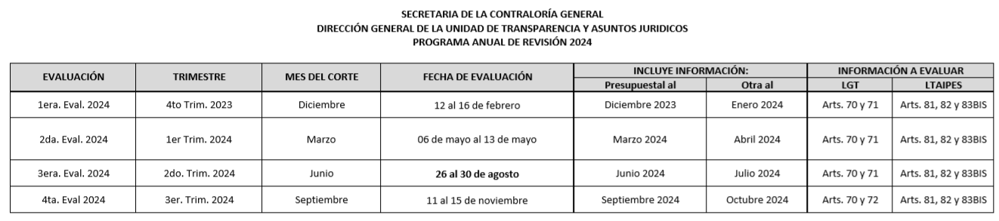 SECRETARIA DE LA CONTRALORÍA GENERAL
DIRECCIÓN GENERAL DE LA UNIDAD DE TRANSPARENCIA Y ASUNTOS JURIDICOS
PROGRAMA ANUAL DE REVISIÓN 2024
EVALUACIÓN TRIMESTRE MES DEL CORTE FECHA DE EVALUACIÓN INCLUYE INFORMACIÓN: INFORMACIÓN A EVALUAR
Presupuestal al Otra al LGT LTAIPES
1era. Eval. 2024 4to Trim. 2023 Diciembre 12 al 16 de febrero Diciembre 2023 Enero 2024 Arts. 70 y 71 Arts. 81, 82 y 83BIS
2da. Eval. 2024 1er Trim. 2024 Marzo 06 de mayo al 13 de mayo Marzo 2024 Abril 2024 Arts. 70 y 71 Arts. 81, 82 y 83BIS
3era. Eval. 2024 2do. Trim. 2024 Junio 26 al 30 de agosto Junio 2024 Julio 2024 Arts. 70 y 71 Arts. 81, 82 y 83BIS
4ta. Eval 2024 3er. Trim. 2024 Septiembre 11 al 15 de noviembre Septiembre 2024 Octubre 2024 Arts. 70 y 72 Arts. 81, 82 y 83BIS